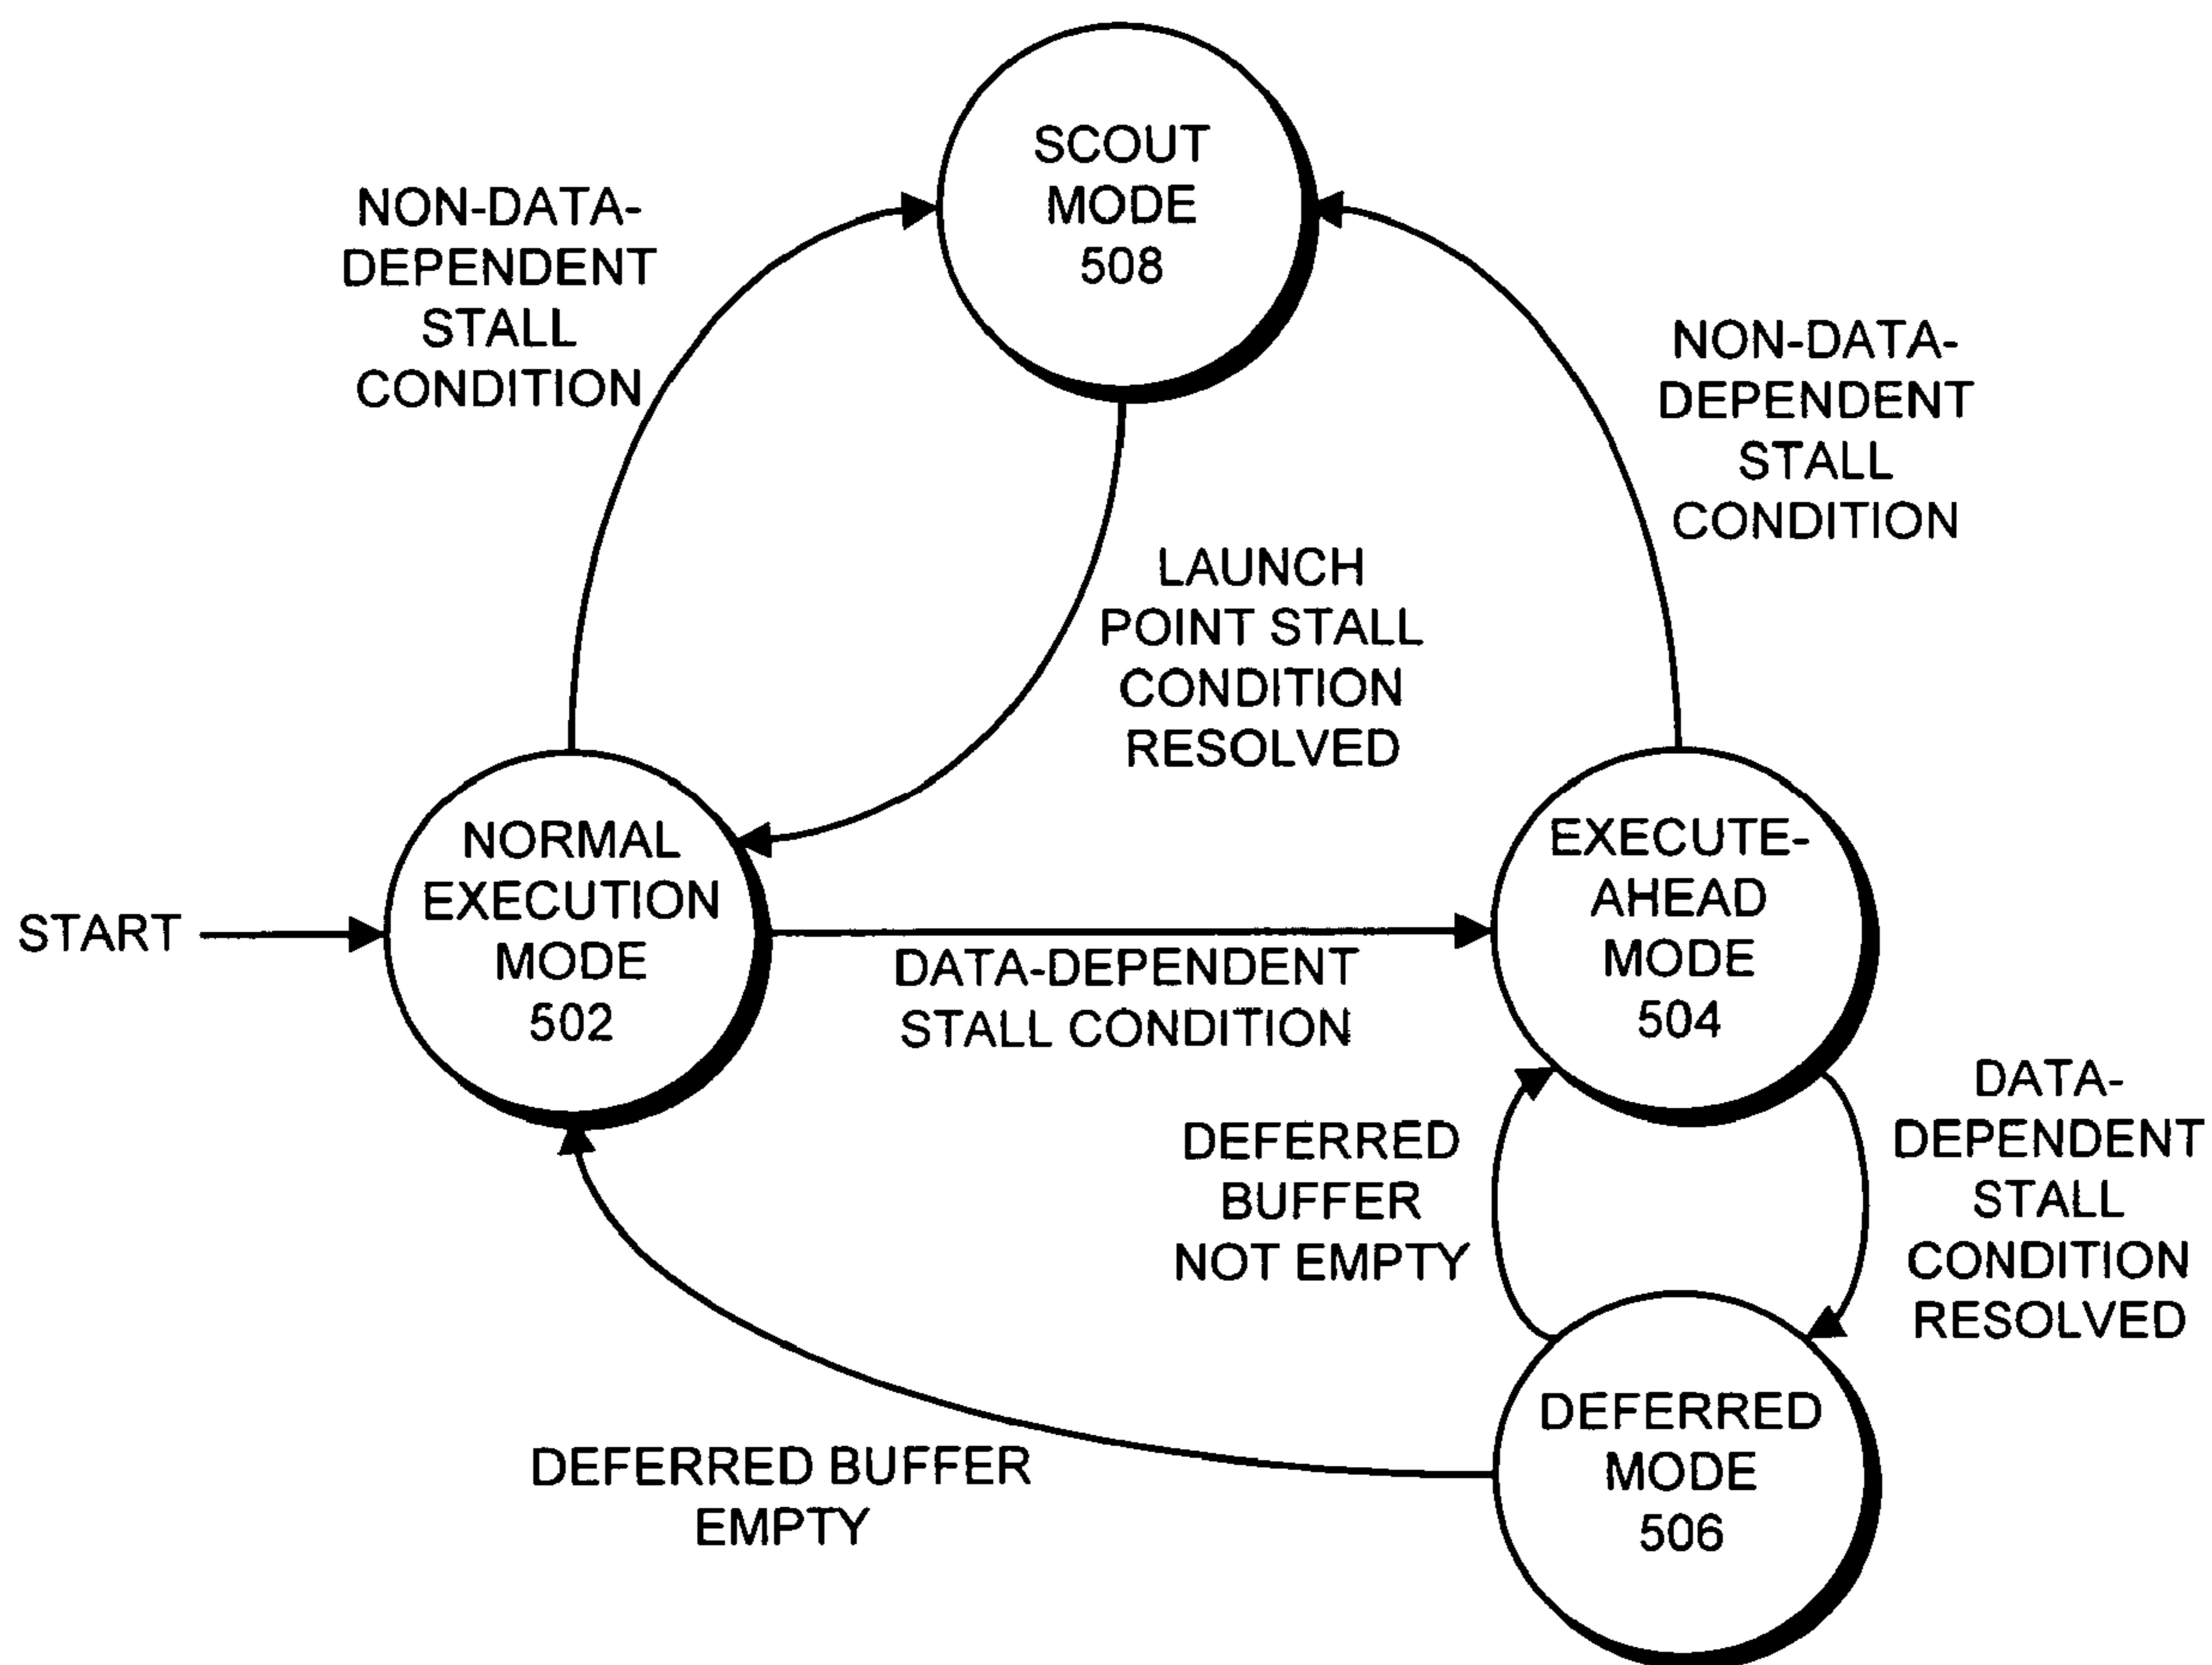 SCOUT
MODE
508
NON-DATA-
DEPENDENT
STALL
CONDITION
NON-DATA-
DEPENDENT
STALL
CONDITION
LAUNCH
POINT STALL
CONDITION
RESOLVED
START
NORMAL
EXECUTION
MODE
502
DATA-DEPENDENT
STALL CONDITION
EXECUTE-
AHEAD
MODE
504
DEFERRED
BUFFER
NOT EMPTY
DATA-
DEPENDENT
STALL
CONDITION
RESOLVED
DEFERRED BUFFER
EMPTY
DEFERRED
MODE
506